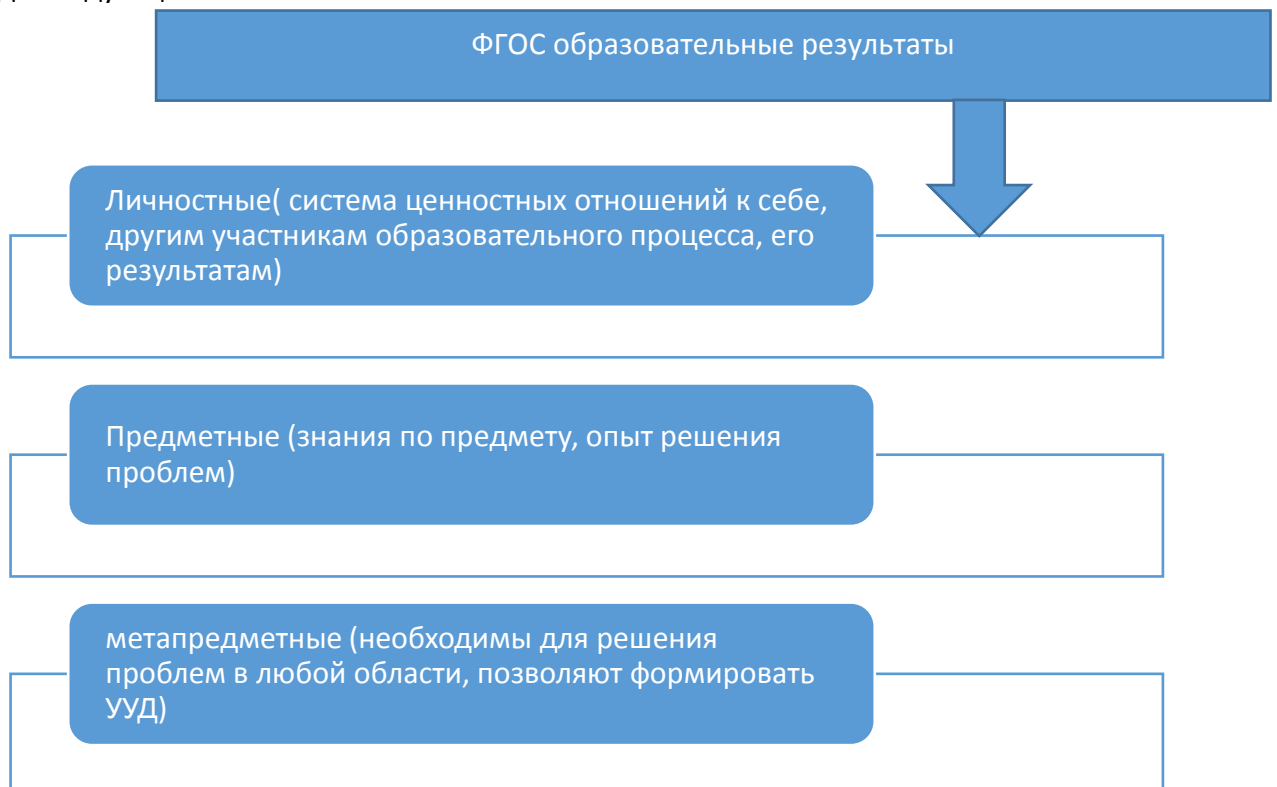 ФГОС образовательные результаты
Личностные( система ценностных отношений к себе,
другим участникам образовательного процесса, его
результатам)
Предметные (знания по предмету, опыт решения
проблем)
метапредметные (необходимы для решения
проблем в любой области, позволяют формировать
УУД)